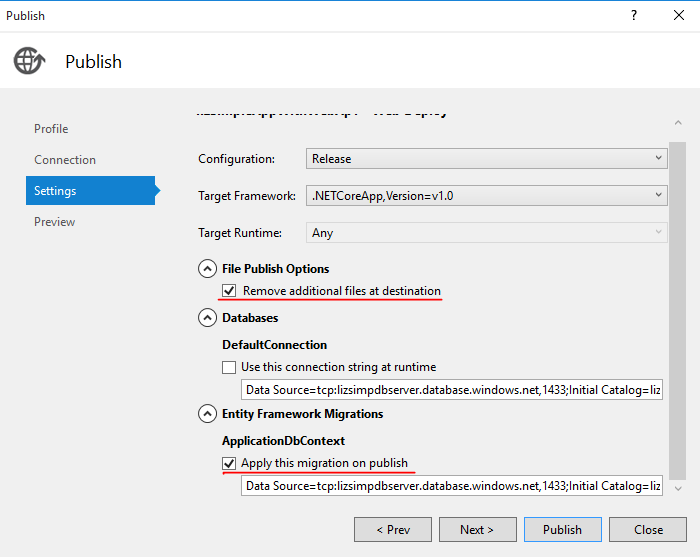 Publish
?
Publish
Profile
Connection
Settings
Preview
Configuration:
Release
Target Framework:
.NETCoreApp,Version=v1.0
Target Runtime:
Any
File Publish Options
Remove additional files at destination
Databases
DefaultConnection
Use this connection string at runtime
Data Source=tcp:lizsimpdbserver.database.windows.net,1433;Initial Catalog=liz
Entity Framework Migrations
ApplicationDbContext
Apply this migration on publish
Data Source=tcp:lizsimpdbserver.database.windows.net,1433;Initial Catalog=liz
< Prev
Next >
Publish
Close